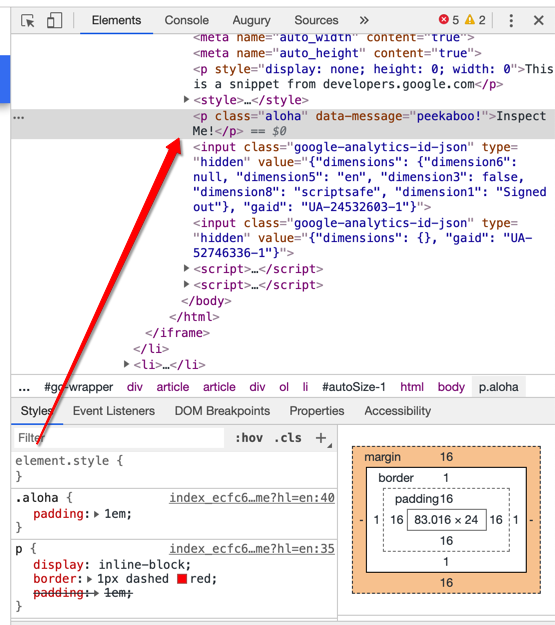 Elements Console Augury Sources » 5 2
<meta name="auto_width" content="true">
<meta name="auto_height" content="true">
<p style="display: none; height: 0; width: 0">This
is a snippet from developers.google.com</p>
<style>…</style>
… <p class="aloha" data-message="peekaboo!">Inspect
Me!</p> == $0
<input class="google-analytics-id-json" type=
"hidden" value="{"dimensions": {"dimension6":
null, "dimension5": "en", "dimension3": false,
"dimension8": "scriptsafe", "dimension1": "Signed
out"}, "gaid": "UA-24532603-1"}">
<input class="google-analytics-id-json" type=
"hidden" value="{"dimensions": {}, "gaid": "UA-
52746336-1"}">
<script>…</script>
<script>…</script>
</body>
</html>
</iframe>
</li>
<li>…</li>
… #gc-wrapper div article article div ol li #autoSize-1 html body p.aloha
Styles Event Listeners DOM Breakpoints Properties Accessibility
Filter :hov .cls +
element.style {
}
.aloha { index_ecfc6…me?hl=en:40
padding: 1em;
}
p { index_ecfc6…me?hl=en:35
display: inline-block;
border: 1px dashed red;
padding: 1em;
}
margin 16
border 1
padding16
- 1 16 83.016 × 24 16 1 -
16
1
16